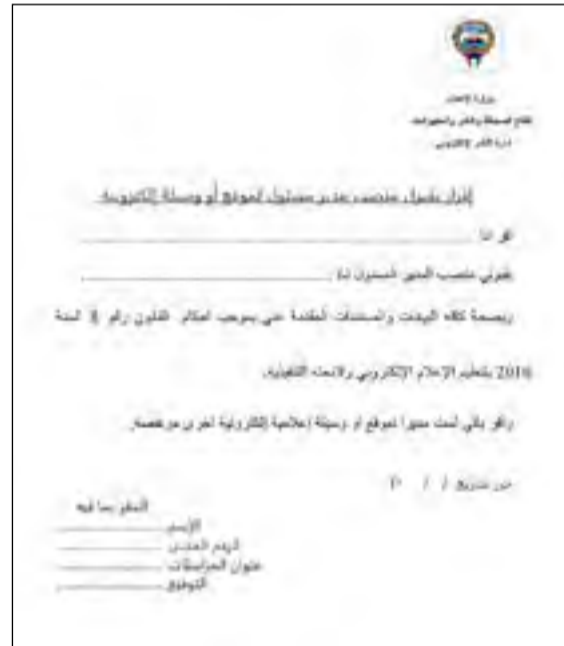 وزارة الإعلام
قطاع الصحافة والنشر والمطبوعات
إدارة النشر الإلكتروني
إقرار بقبول منصب مدير مسئول لموقع أو وسيلة إلكترونية
أقر أنا
بقبولي منصب المدير المسئول لـ
وبصحة كافة البيانات والمستندات المقدمة مني بموجب أحكام القانون رقم 8 لسنة
2016 بتنظيم الإعلام الإلكتروني ولائحته التنفيذية.
وأقر بأني لست مديرا لموقع أو وسيلة إعلامية إلكترونية أخرى مرخصة.
حرر بتاريخ / /
المقر بما فيه
الإسم
الرقم المدني
عنوان المراسلات
التوقيع